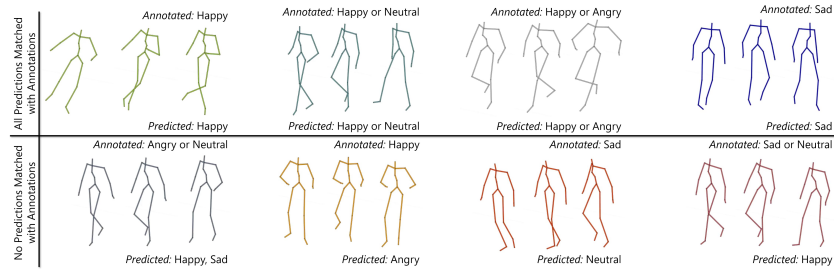 All Predictions Matched
with Annotations
Annotated: Happy
Annotated: Happy or Neutral
Annotated: Happy or Angry
Annotated: Sad
Predicted: Happy
Predicted: Happy or Neutral
Predicted: Happy or Angry
Predicted: Sad
No Predictions Matched
with Annotations
Annotated: Angry or Neutral
Annotated: Happy
Annotated: Sad
Annotated: Sad or Neutral
Predicted: Happy, Sad
Predicted: Angry
Predicted: Neutral
Predicted: Happy